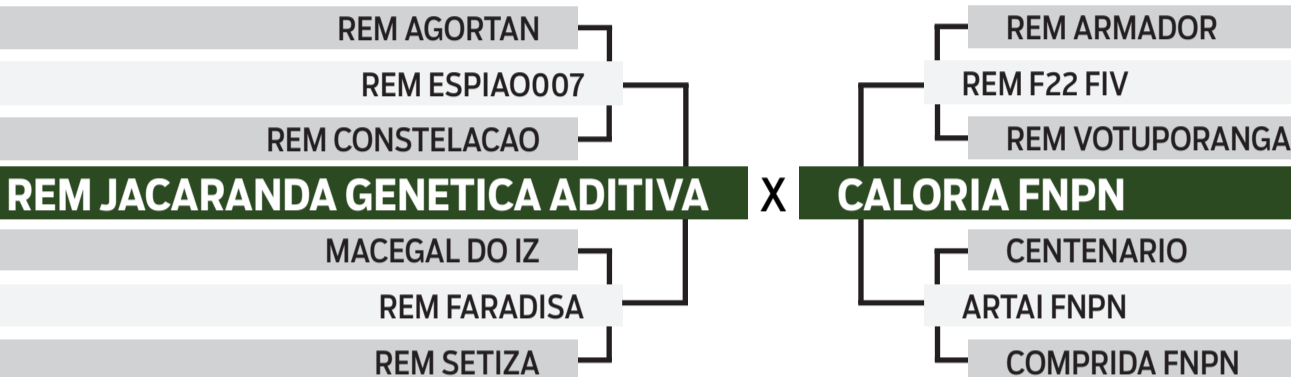 REM AGORTAN
REM ESPIAO007
REM CONSTELACAO
REM JACARANDA GENETICA ADITIVA
MACEGAL DO IZ
REM FARADISA
REM SETIZA
X
REM ARMADOR
REM F22 FIV
REM VOTUPORANGA
CALORIA FNPN
CENTENARIO
ARTAI FNPN
COMPRIDA FNPN